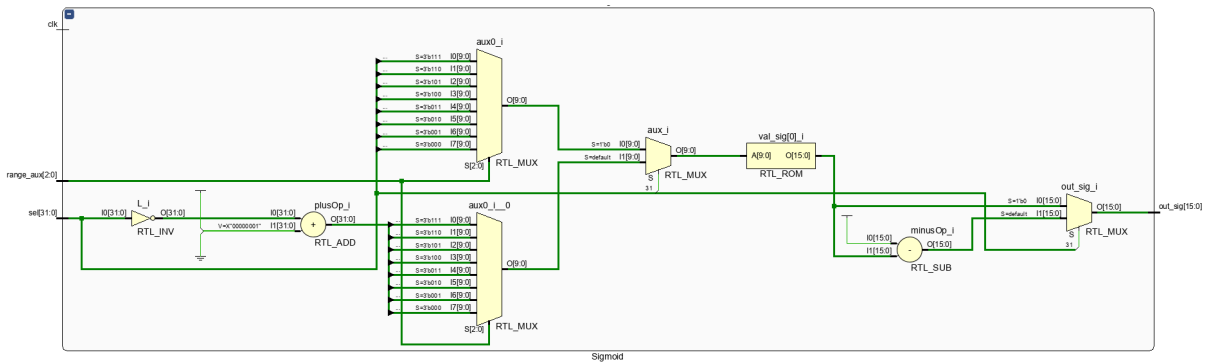 clk
aux0_i
S=3'b111 I0[9:0]
S=3'b110 I1[9:0]
S=3'b101 I2[9:0]
S=3'b100 I3[9:0]
S=3'b011 I4[9:0]
S=3'b010 I5[9:0]
S=3'b001 I6[9:0]
S=3'b000 I7[9:0]
O[9:0]
S[2:0]
RTL_MUX
aux_i
S=1'b0 I0[9:0]
S=default I1[9:0]
O[9:0]
S
31
RTL_MUX
val_sig[0]_i
A[9:0] O[15:0]
RTL_ROM
range_aux[2:0]
sel[31:0]
L_i
I0[31:0] O[31:0]
RTL_INV
V=X"00000001"
plusOp_i
I0[31:0]
I1[31:0]
O[31:0]
+
RTL_ADD
aux0_i__0
S=3'b111 I0[9:0]
S=3'b110 I1[9:0]
S=3'b101 I2[9:0]
S=3'b100 I3[9:0]
S=3'b011 I4[9:0]
S=3'b010 I5[9:0]
S=3'b001 I6[9:0]
S=3'b000 I7[9:0]
O[9:0]
S[2:0]
RTL_MUX
minusOp_i
I0[15:0]
I1[15:0]
O[15:0]
-
RTL_SUB
out_sig_i
S=1'b0 I0[15:0]
S=default I1[15:0]
O[15:0]
S
31
RTL_MUX
out_sig[15:0]
Sigmoid